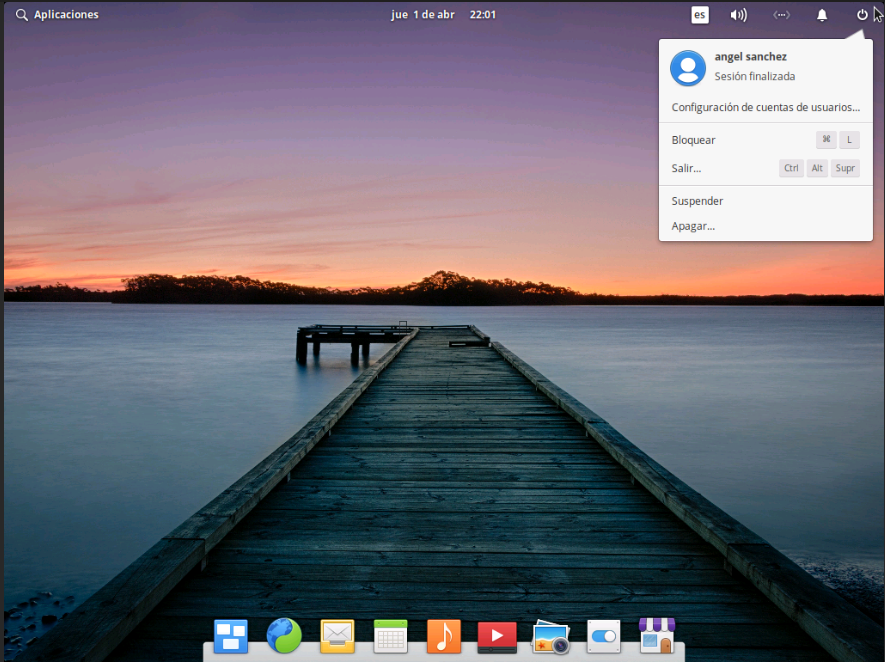 Aplicaciones
jue 1 de abr 22:01
es
angel sanchez
Sesión finalizada
Configuración de cuentas de usuarios...
Bloquear ⌘ L
Salir... Ctrl Alt Supr
Suspender
Apagar...